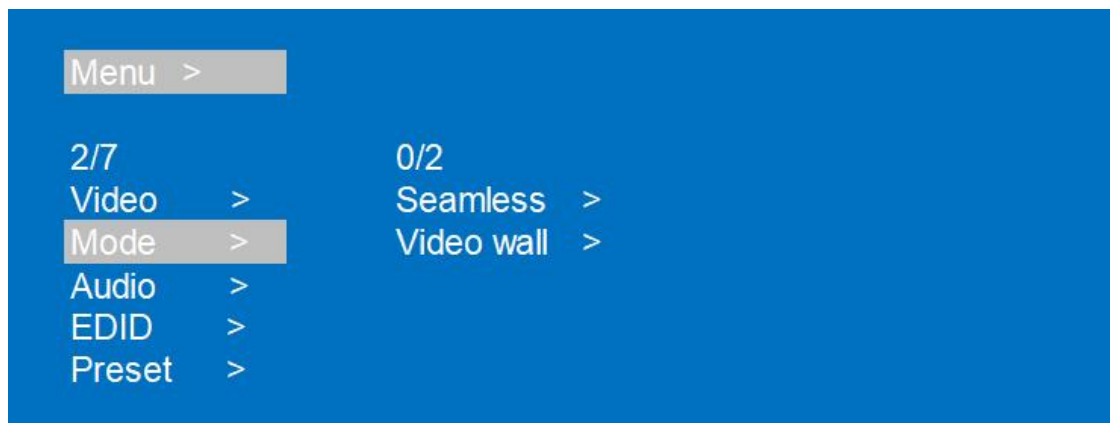 Menu >
2/7 0/2
Video > Seamless >
Mode > Video wall >
Audio >
EDID >
Preset >